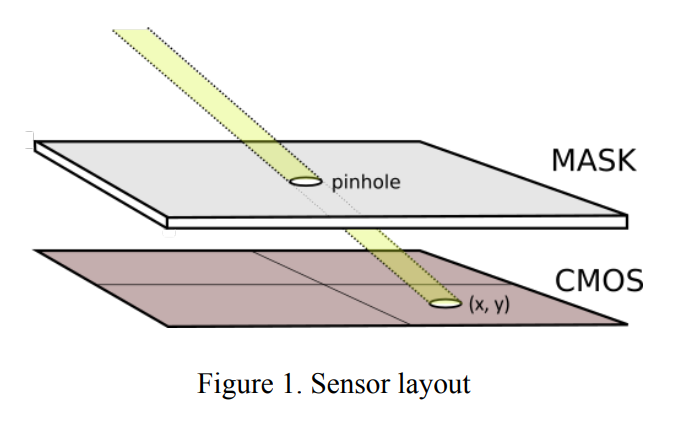 MASK
pinhole
CMOS
(x, y)
Figure 1. Sensor layout